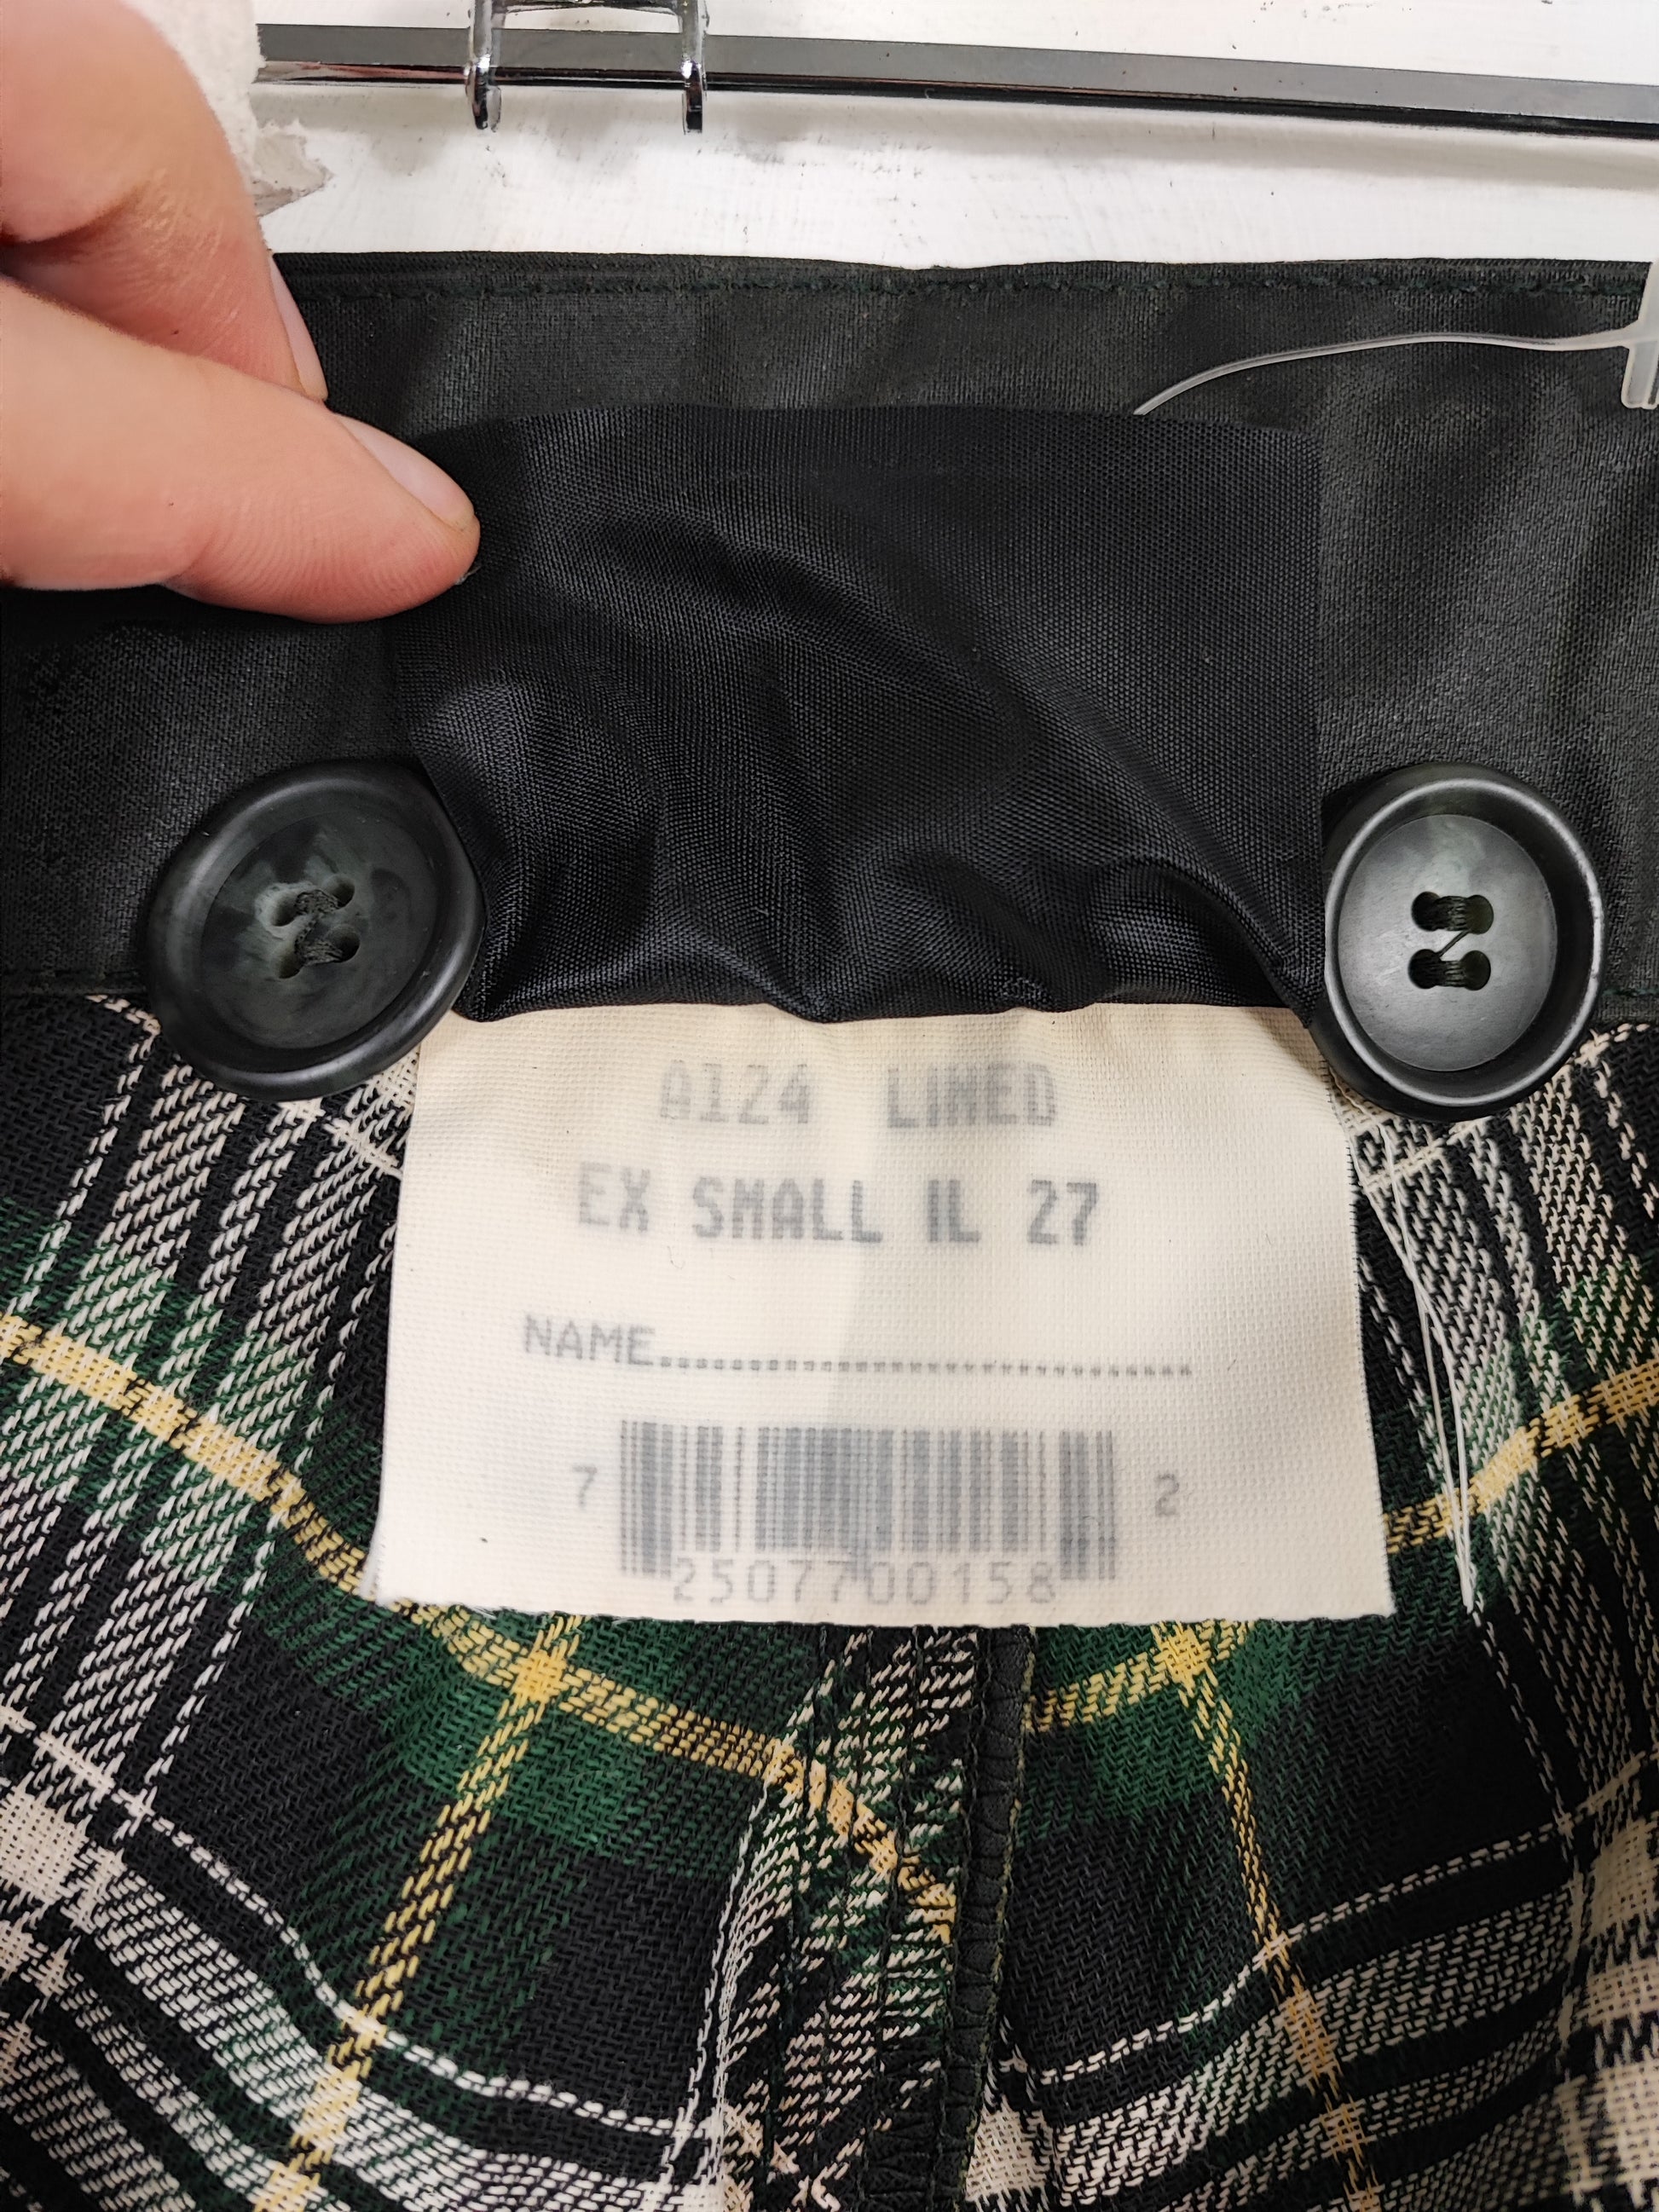 A124 LINED
EX SMALL IL 27
NAME..............................
7 2
2507700158